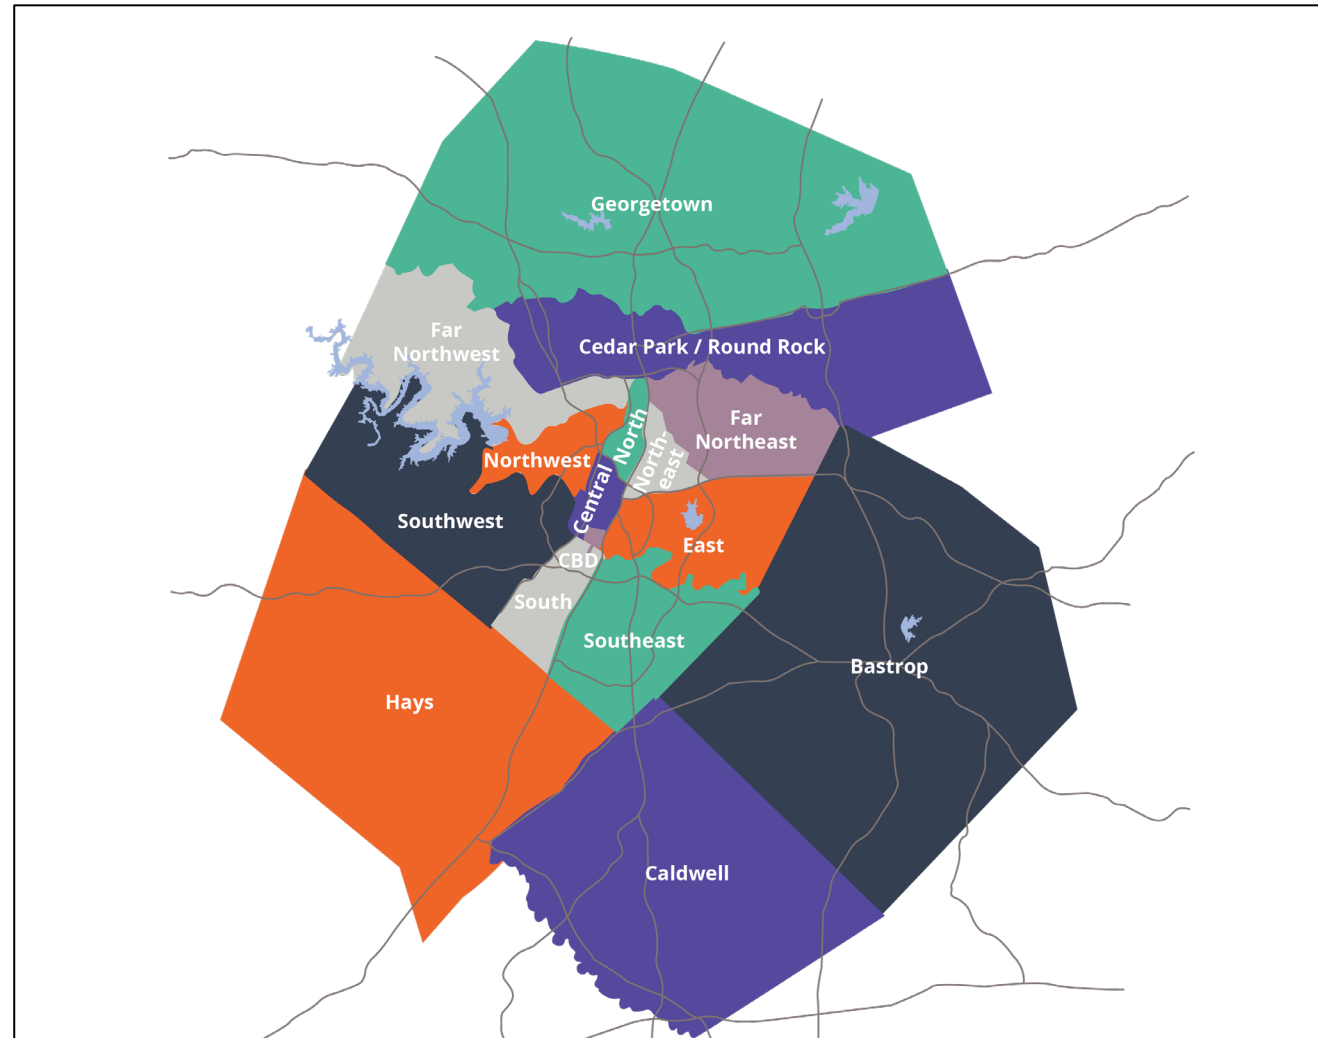 Georgetown
Far
Northwest
Cedar Park / Round Rock
North
Far
Northeast
North-
east
Northwest
Central
Southwest
East
CBD
South
Southeast
Bastrop
Hays
Caldwell